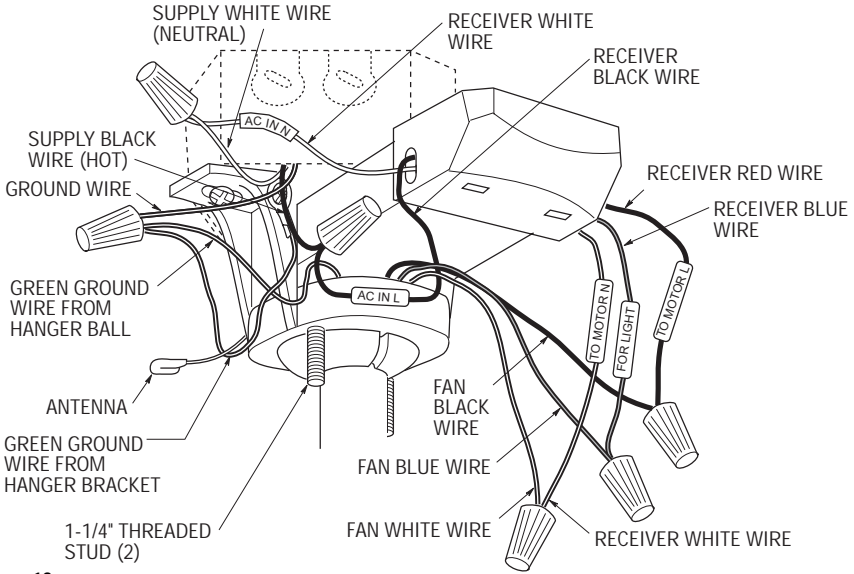 SUPPLY WHITE WIRE
(NEUTRAL)
RECEIVER WHITE
WIRE
RECEIVER
BLACK WIRE
AC IN N
SUPPLY BLACK
WIRE (HOT)
GROUND WIRE
RECEIVER RED WIRE
RECEIVER BLUE
WIRE
GREEN GROUND
WIRE FROM
HANGER BALL
AC IN L
TO MOTOR N
FOR LIGHT
TO MOTOR L
ANTENNA
FAN
BLACK
WIRE
GREEN GROUND
WIRE FROM
HANGER BRACKET
FAN BLUE WIRE
1-1/4" THREADED
STUD (2)
FAN WHITE WIRE
RECEIVER WHITE WIRE